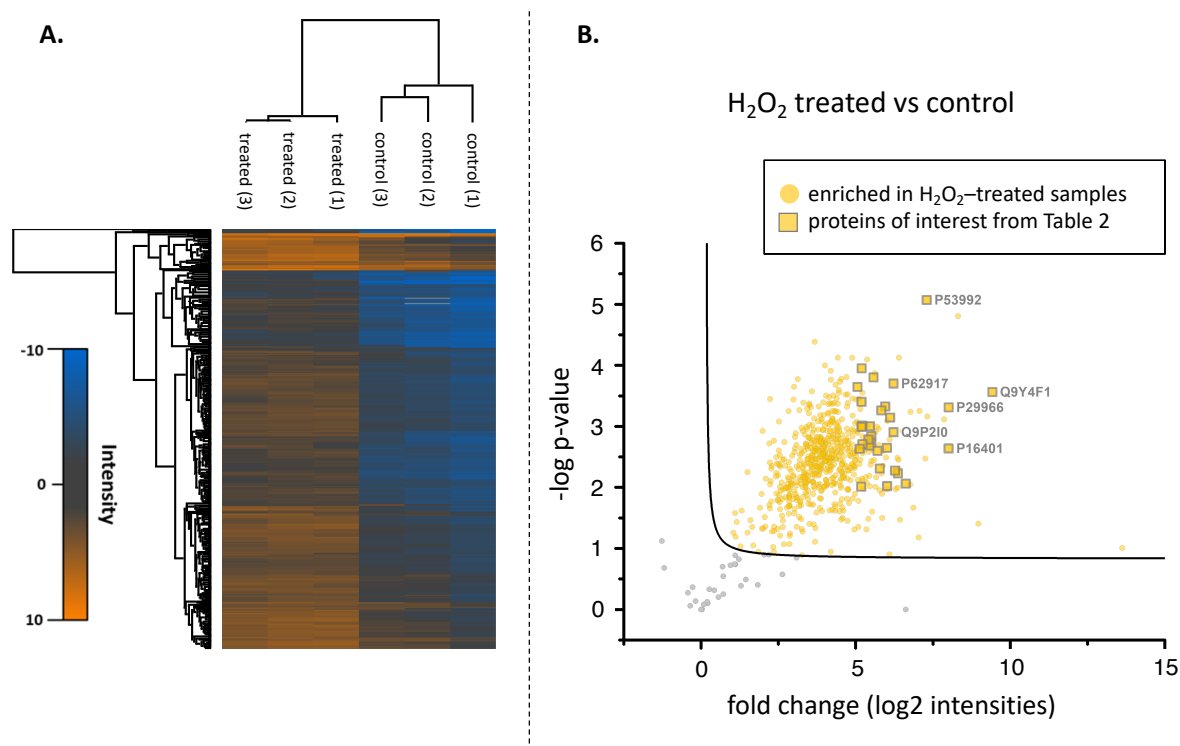 A.
treated (3)
treated (2)
treated (1)
control (3)
control (2)
control (1)
-10
0
10
Intensity
B.
H₂O₂ treated vs control
enriched in H₂O₂–treated samples
proteins of interest from Table 2
6
5
4
3
2
1
0
-log p-value
P53992
P62917
Q9Y4F1
P29966
Q9P2I0
P16401
0
5
10
15
fold change (log2 intensities)